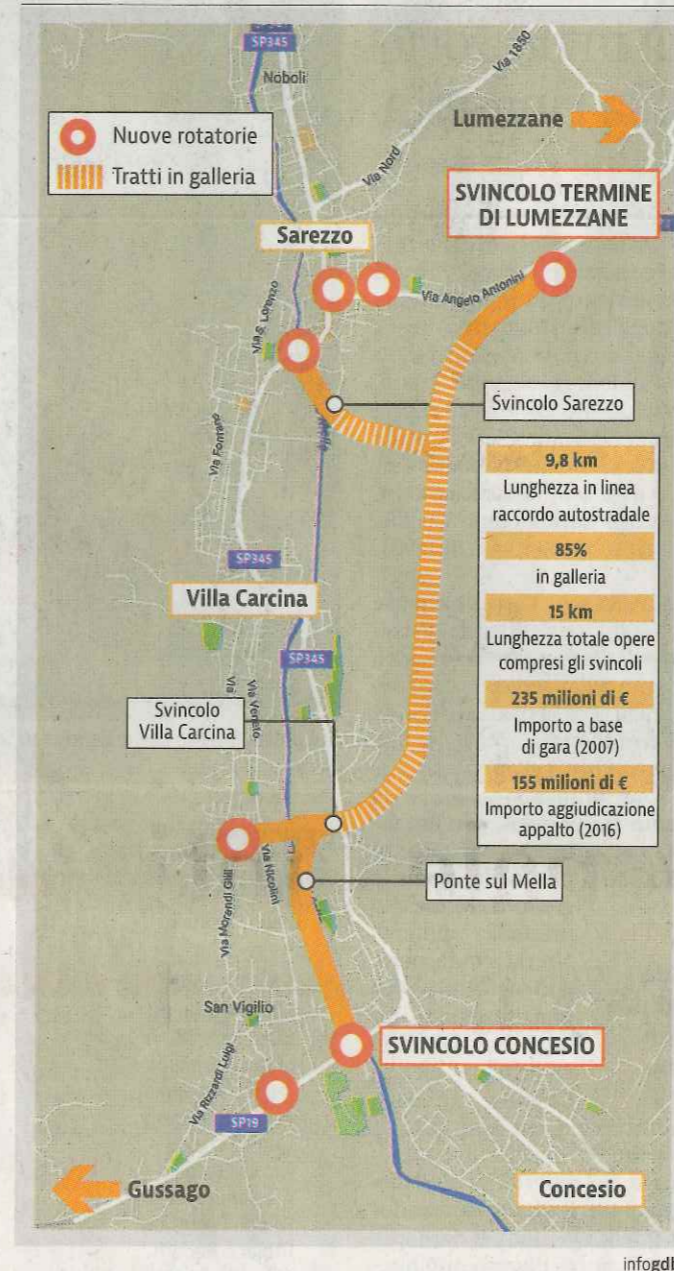 SP345
Noboli
Via 1850
Nuove rotatorie
Tratti in galleria
Lumezzane
Via Nord
SVINCOLO TERMINE
DI LUMEZZANE
Sarezzo
Via Angelo Antonini
Via S. Lorenzo
Svincolo Sarezzo
Via Fontano
9,8 km
Lunghezza in linea
raccordo autostradale
85%
in galleria
15 km
Lunghezza totale opere
compresi gli svincoli
235 milioni di €
Importo a base
di gara (2007)
155 milioni di €
Importo aggiudicazione
appalto (2016)
SP345
Villa Carcina
SP345
Via
Via Veneto
Svincolo
Villa Carcina
Via Morandi
Ponte sul Mella
San Vigilio
SVINCOLO CONCESIO
Via Rizzardi Luigi
SP19
Gussago
Concesio
infogdb